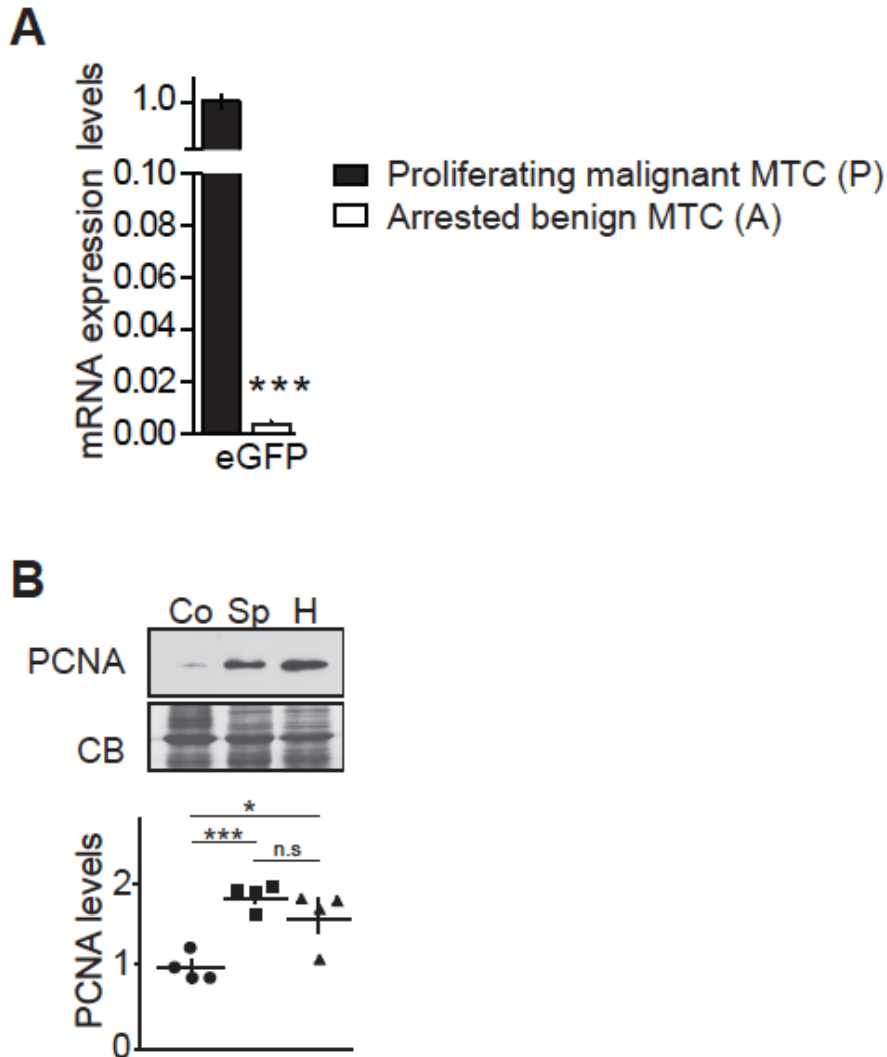 A
mRNA expression levels
1.0
0.10
0.08
0.06
0.04
0.02
0.00
***
eGFP
Proliferating malignant MTC (P)
Arrested benign MTC (A)
B
Co Sp H
PCNA
CB
PCNA levels
2
1
0
*
***
n.s